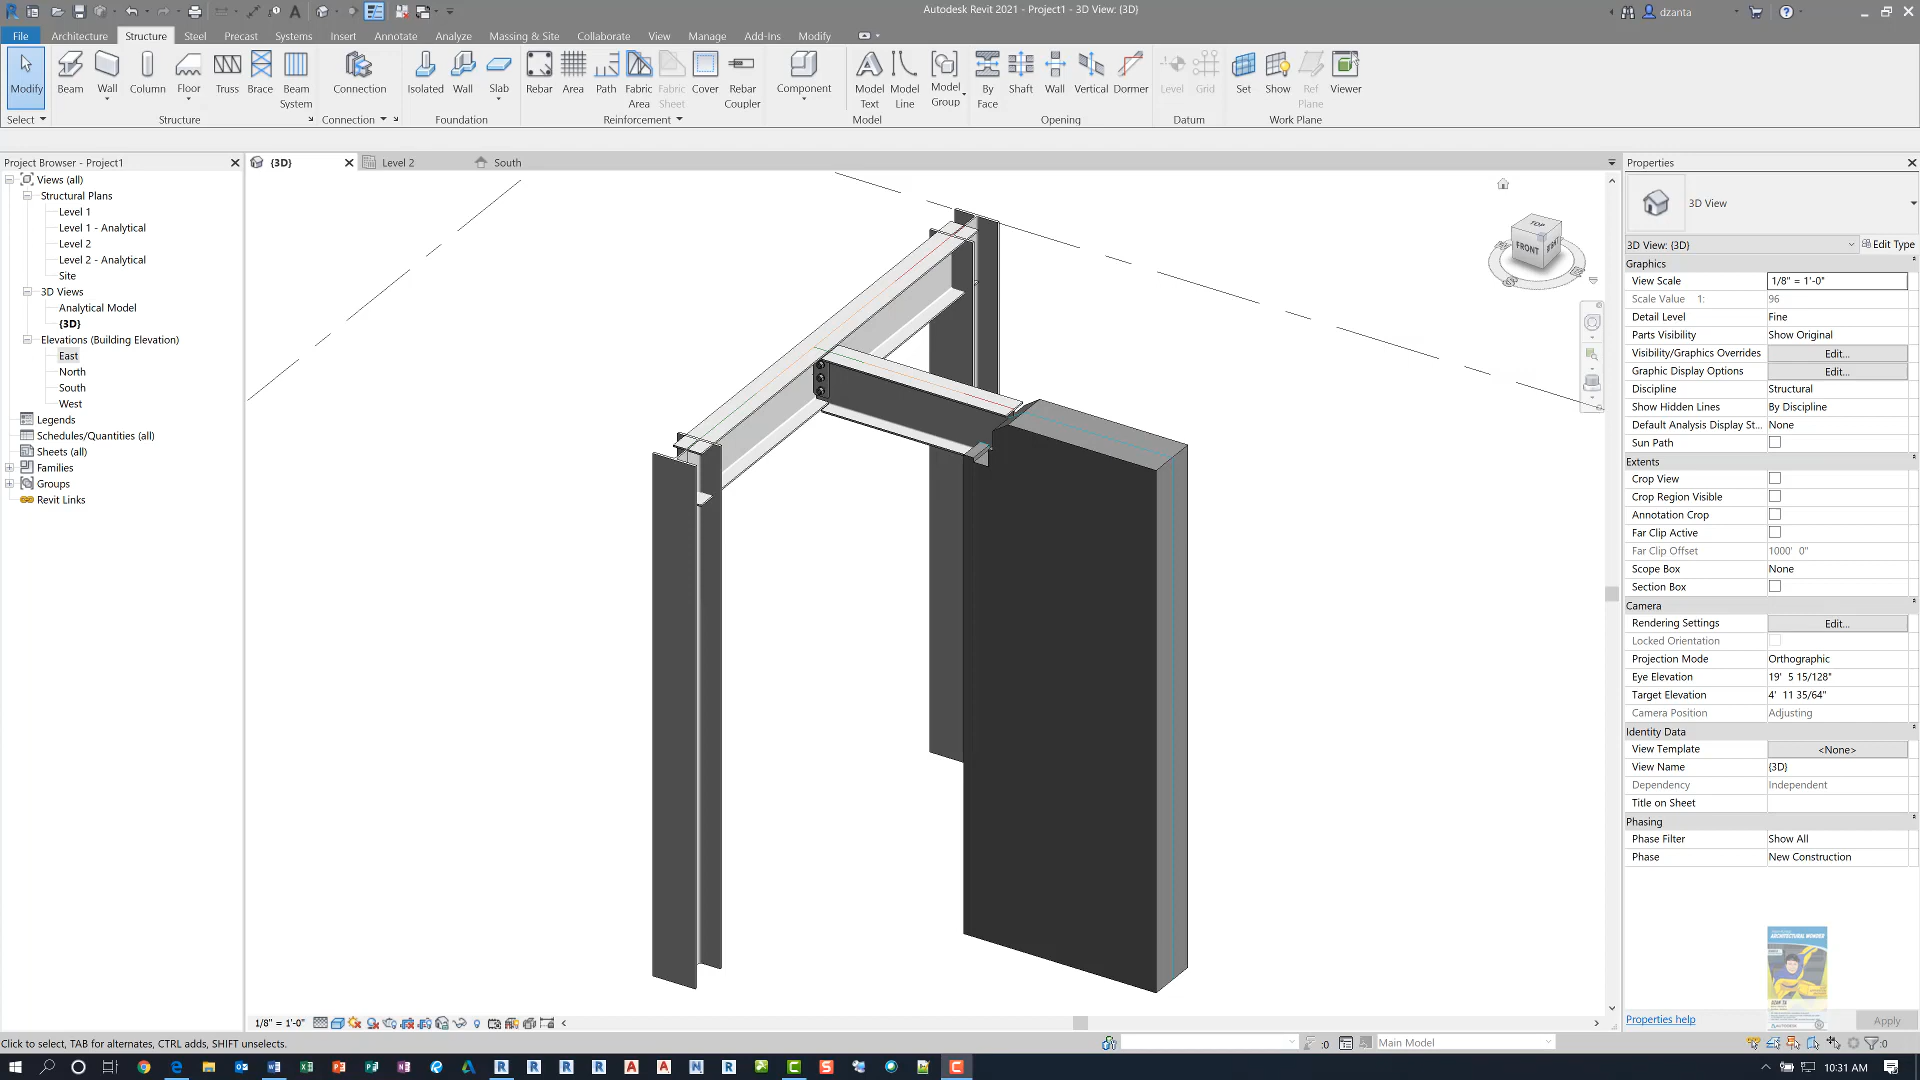 Autodesk Revit 2021 - Project1 - 3D View: {3D}
dzanta
File Architecture Structure Steel Precast Systems Insert Annotate Analyze Massing & Site Collaborate View Manage Add-Ins Modify
Modify Beam Wall Column Floor Truss Brace Beam System Connection Isolated Wall Slab Rebar Area Path Fabric Area Fabric Sheet Cover Rebar Coupler Component Model Text Model Line Model Group By Face Shaft Wall Vertical Dormer Level Grid Set Show Ref Plane Viewer
Select Structure Connection Foundation Reinforcement Model Opening Datum Work Plane
Project Browser - Project1
{3D} Level 2 South
Views (all)
Structural Plans
Level 1
Level 1 - Analytical
Level 2
Level 2 - Analytical
Site
3D Views
Analytical Model
{3D}
Elevations (Building Elevation)
East
North
South
West
Legends
Schedules/Quantities (all)
Sheets (all)
Families
Groups
Revit Links
TOP
FRONT
RIGHT
Properties
3D View
3D View: {3D} Edit Type
Graphics
View Scale 1/8" = 1'-0"
Scale Value 1: 96
Detail Level Fine
Parts Visibility Show Original
Visibility/Graphics Overrides Edit...
Graphic Display Options Edit...
Discipline Structural
Show Hidden Lines By Discipline
Default Analysis Display St... None
Sun Path
Extents
Crop View
Crop Region Visible
Annotation Crop
Far Clip Active
Far Clip Offset 1000' 0"
Scope Box None
Section Box
Camera
Rendering Settings Edit...
Locked Orientation
Projection Mode Orthographic
Eye Elevation 19' 5 15/128"
Target Elevation 4' 11 35/64"
Camera Position Adjusting
Identity Data
View Template <None>
View Name {3D}
Dependency Independent
Title on Sheet
Phasing
Phase Filter Show All
Phase New Construction
ARCHITECTURAL WONDER
AUTODESK
Properties help Apply
1/8" = 1'-0"
Click to select, TAB for alternates, CTRL adds, SHIFT unselects.
:0 Main Model :0
10:31 AM